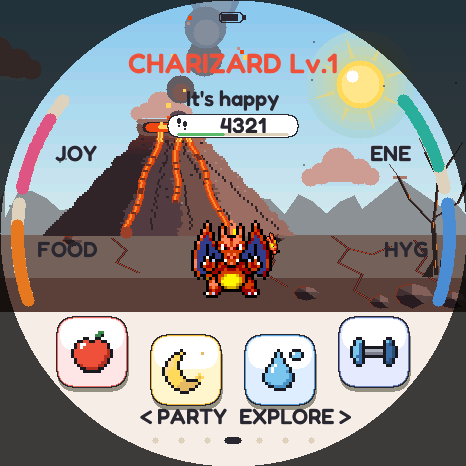 CHARIZARD Lv.1
It's happy
4321
JOY
ENE
FOOD
HYG
< PARTY EXPLORE >